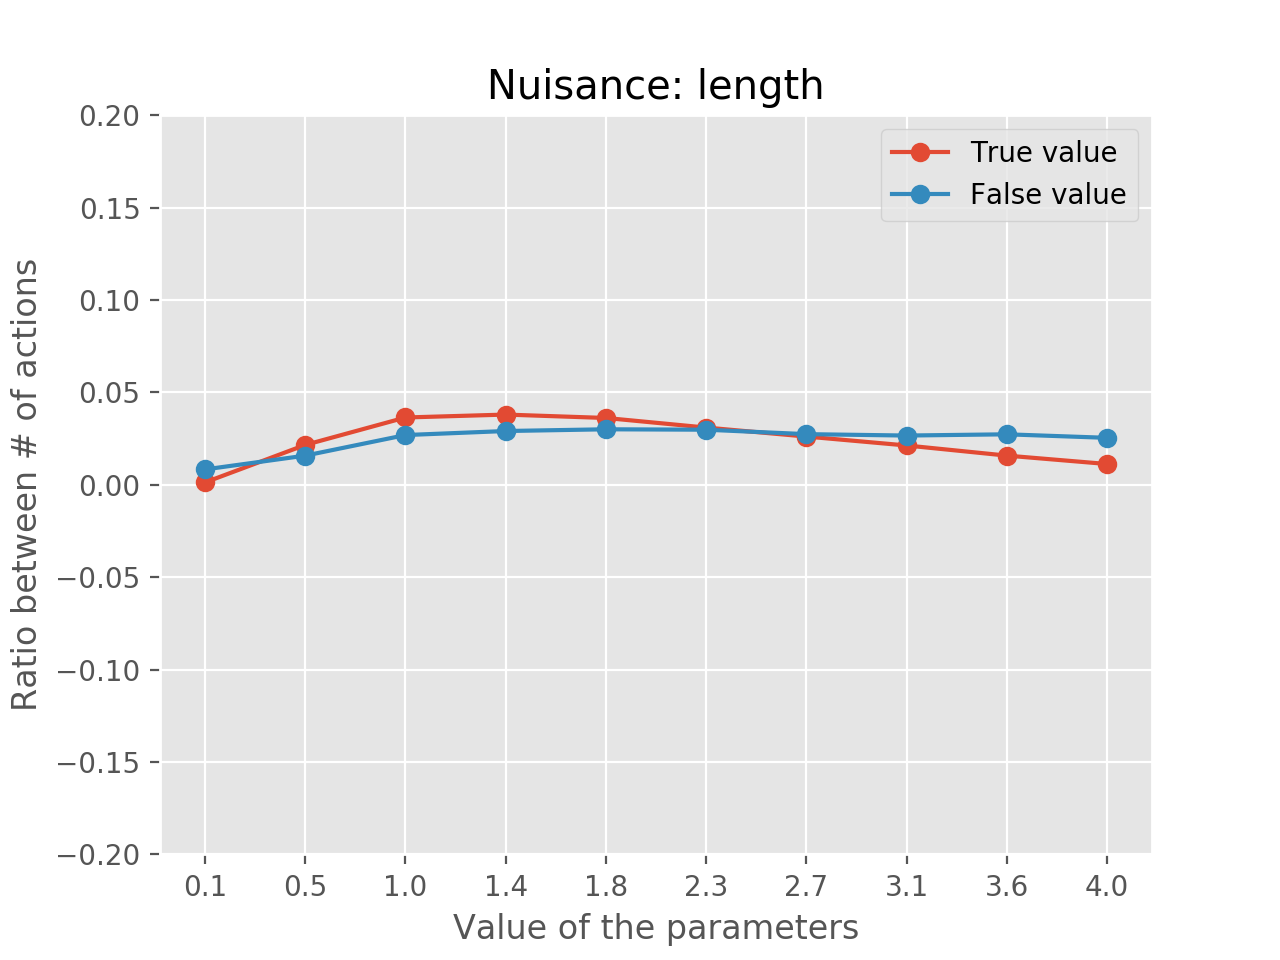 Nuisance: length
0.20
0.15
0.10
0.05
0.00
−0.05
−0.10
−0.15
−0.20
Ratio between # of actions
True value
False value
0.1 0.5 1.0 1.4 1.8 2.3 2.7 3.1 3.6 4.0
Value of the parameters